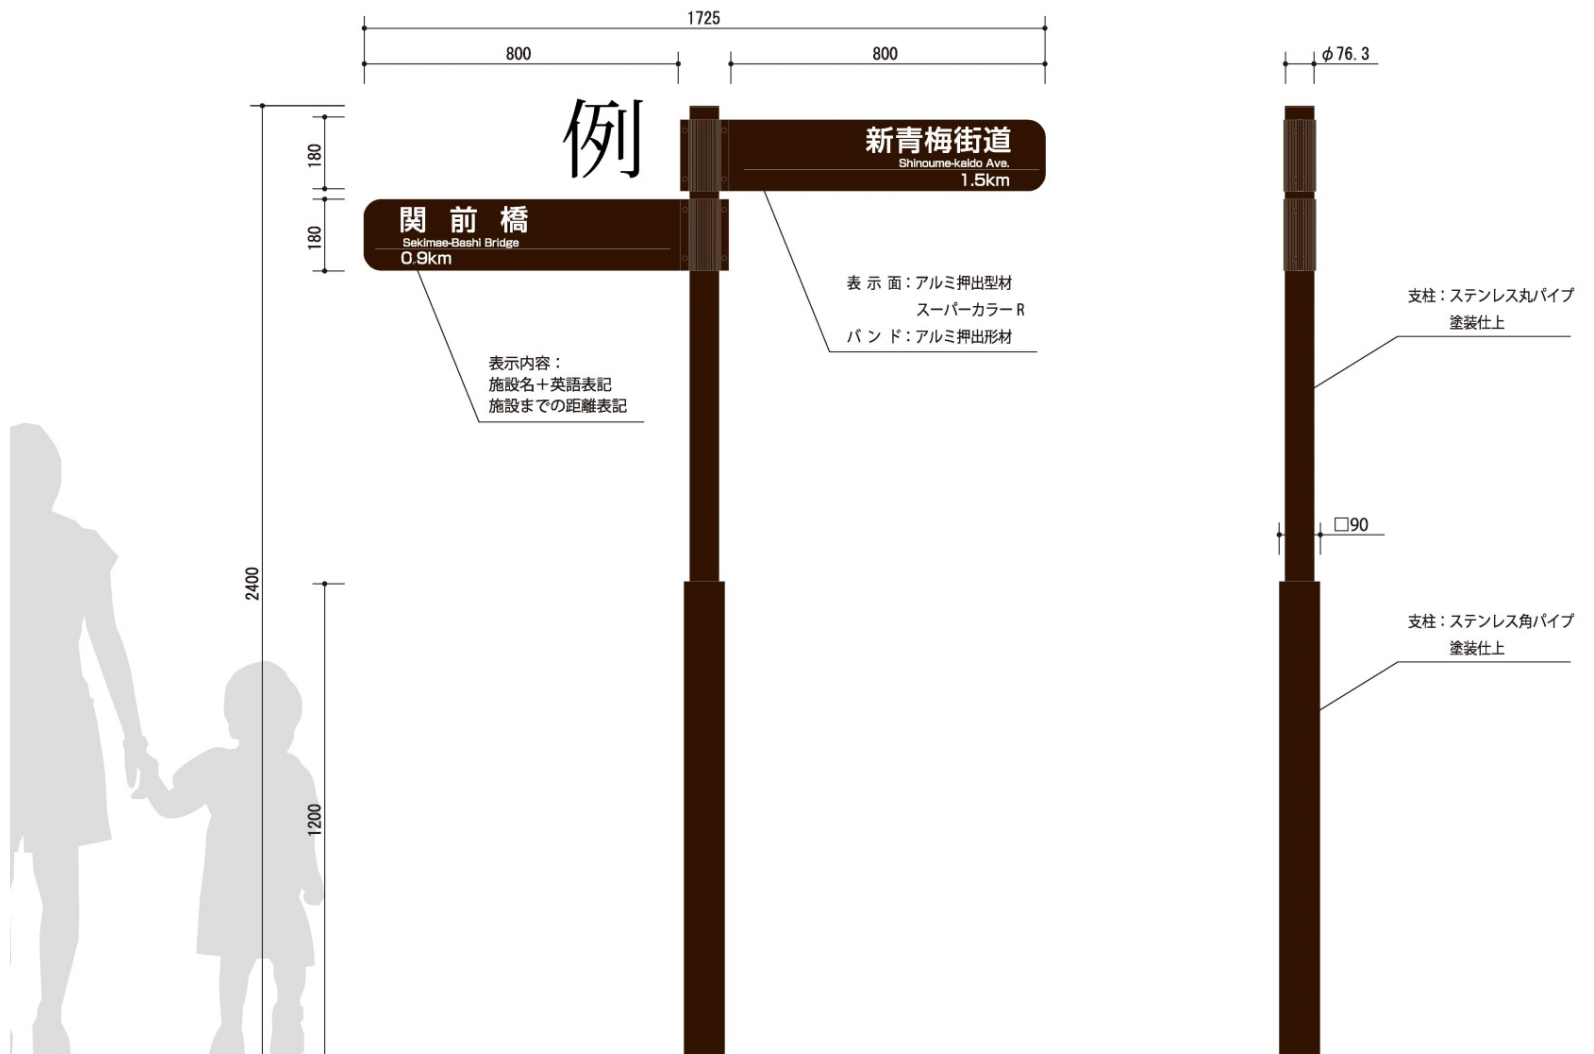 1725
800
800
φ76.3
例
180
新青梅街道
Shinoume-kaido Ave.
1.5km
180
関前橋
Sekimae-Bashi Bridge
0.9km
表示面：アルミ押出型材
スーパーカラーR
バンド：アルミ押出形材
支柱：ステンレス丸パイプ
塗装仕上
表示内容：
施設名＋英語表記
施設までの距離表記
□90
2400
支柱：ステンレス角パイプ
塗装仕上
1200